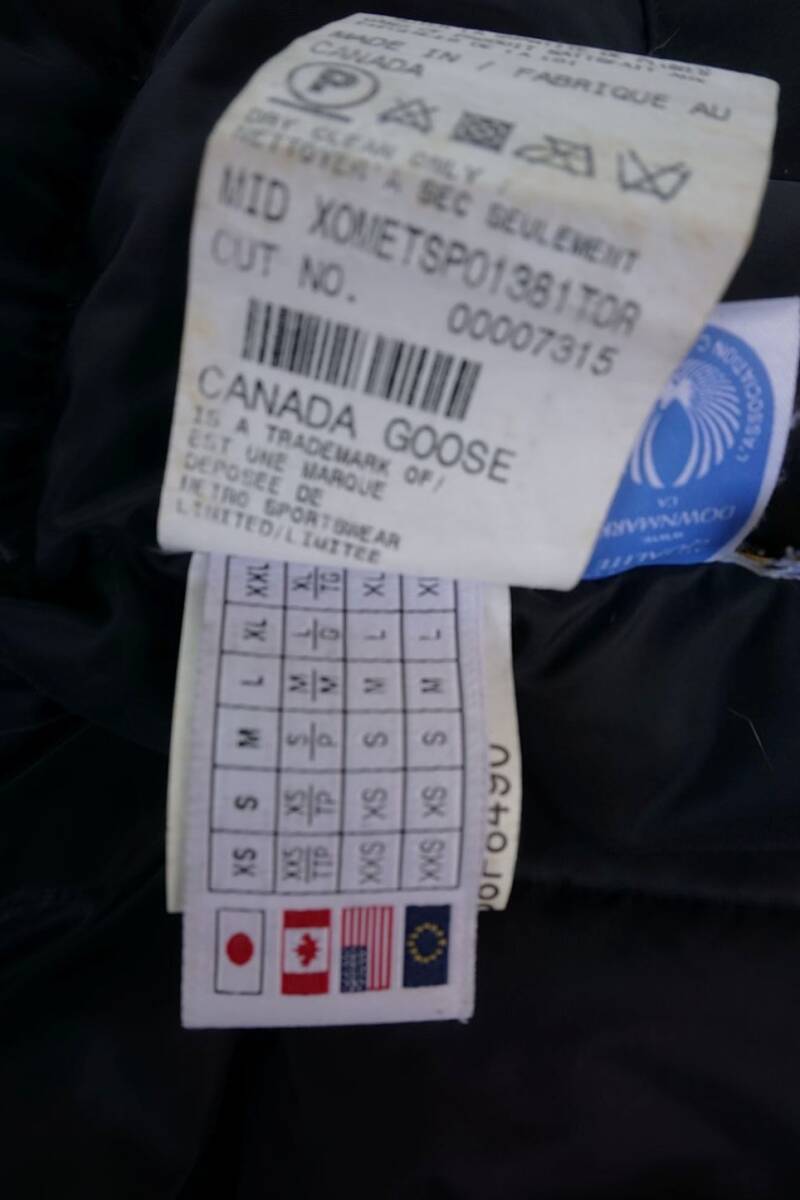 MADE IN / FABRIQUE AU
CANADA
P
DRY CLEAN ONLY /
NETTOYER A SEC SEULEMENT
MID XOMETSP01381TOR
CUT NO. 00007315
CANADA GOOSE
IS A TRADEMARK OF/
EST UNE MARQUE
DEPOSEE DE
METRO SPORTSWEAR
LIMITED/LIMITEE
DOWNMARK
CA
XXL XL TG XL XL
XL L G L L
L M M M M
M S P S S
S XS TP XS XS
XS XXS TTP XXS XXS